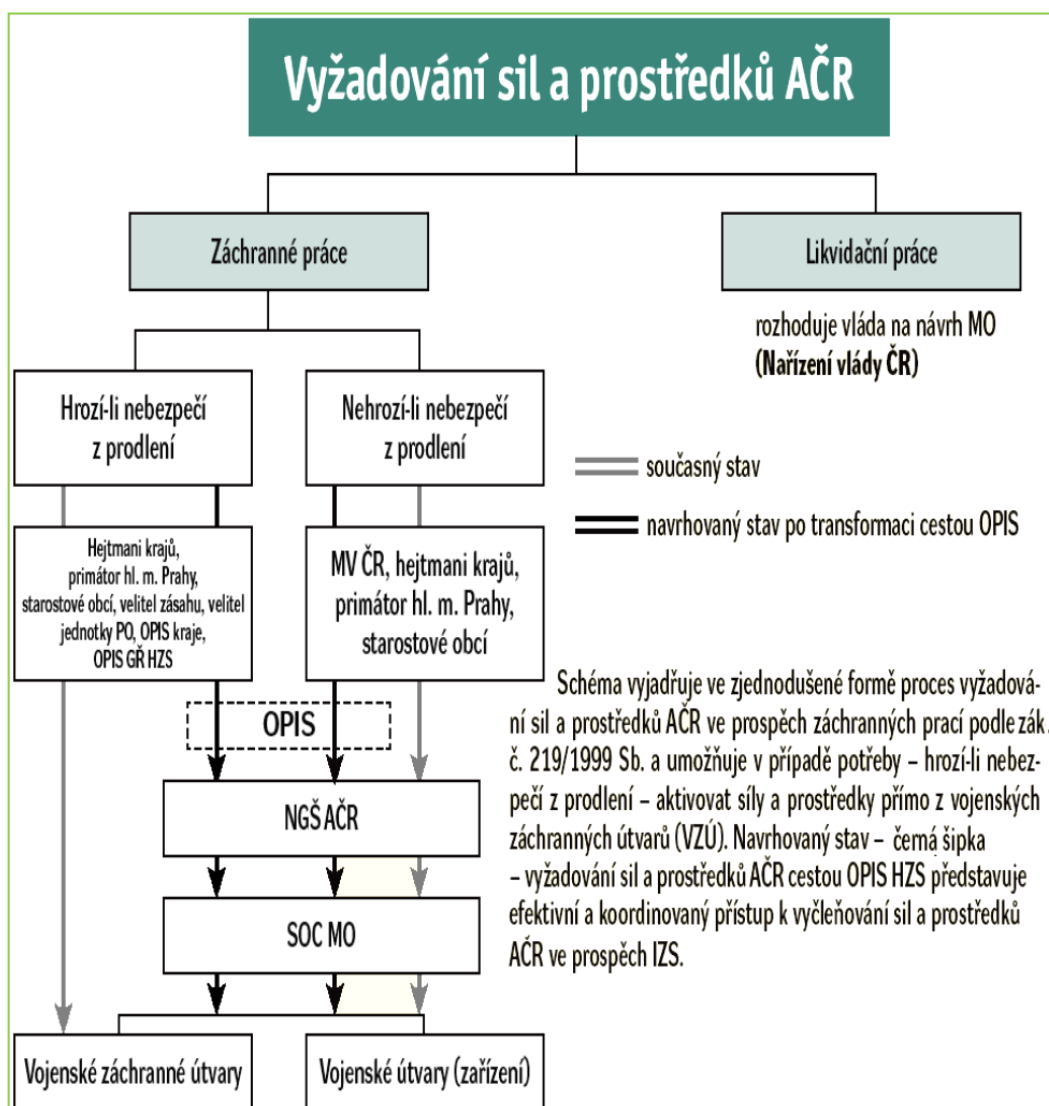 Vyžadování sil a prostředků AČR
Záchranné práce
Likvidační práce
rozhoduje vláda na návrh MO
(Nařízení vlády ČR)
Hrozí-li nebezpečí
z prodlení
Nehrozí-li nebezpečí
z prodlení
současný stav
navrhovaný stav po transformaci cestou OPIS
Hejtmani krajů,
primátor hl. m. Prahy,
starostové obcí, velitel zásahu, velitel
jednotky PO, OPIS kraje,
OPIS GŘ HZS
MV ČR, hejtmani krajů,
primátor hl. m. Prahy,
starostové obcí
OPIS
NGŠ AČR
SOC MO
Schéma vyjadřuje ve zjednodušené formě proces vyžadová-
ní sil a prostředků AČR ve prospěch záchranných prací podle zák.
č. 219/1999 Sb. a umožňuje v případě potřeby – hrozí-li nebez-
pečí z prodlení – aktivovat síly a prostředky přímo z vojenských
záchranných útvarů (VZÚ). Navrhovaný stav – černá šipka
– vyžadování sil a prostředků AČR cestou OPIS HZS představuje
efektivní a koordinovaný přístup k vyčleňování sil a prostředků
AČR ve prospěch IZS.
Vojenské záchranné útvary
Vojenské útvary (zařízení)